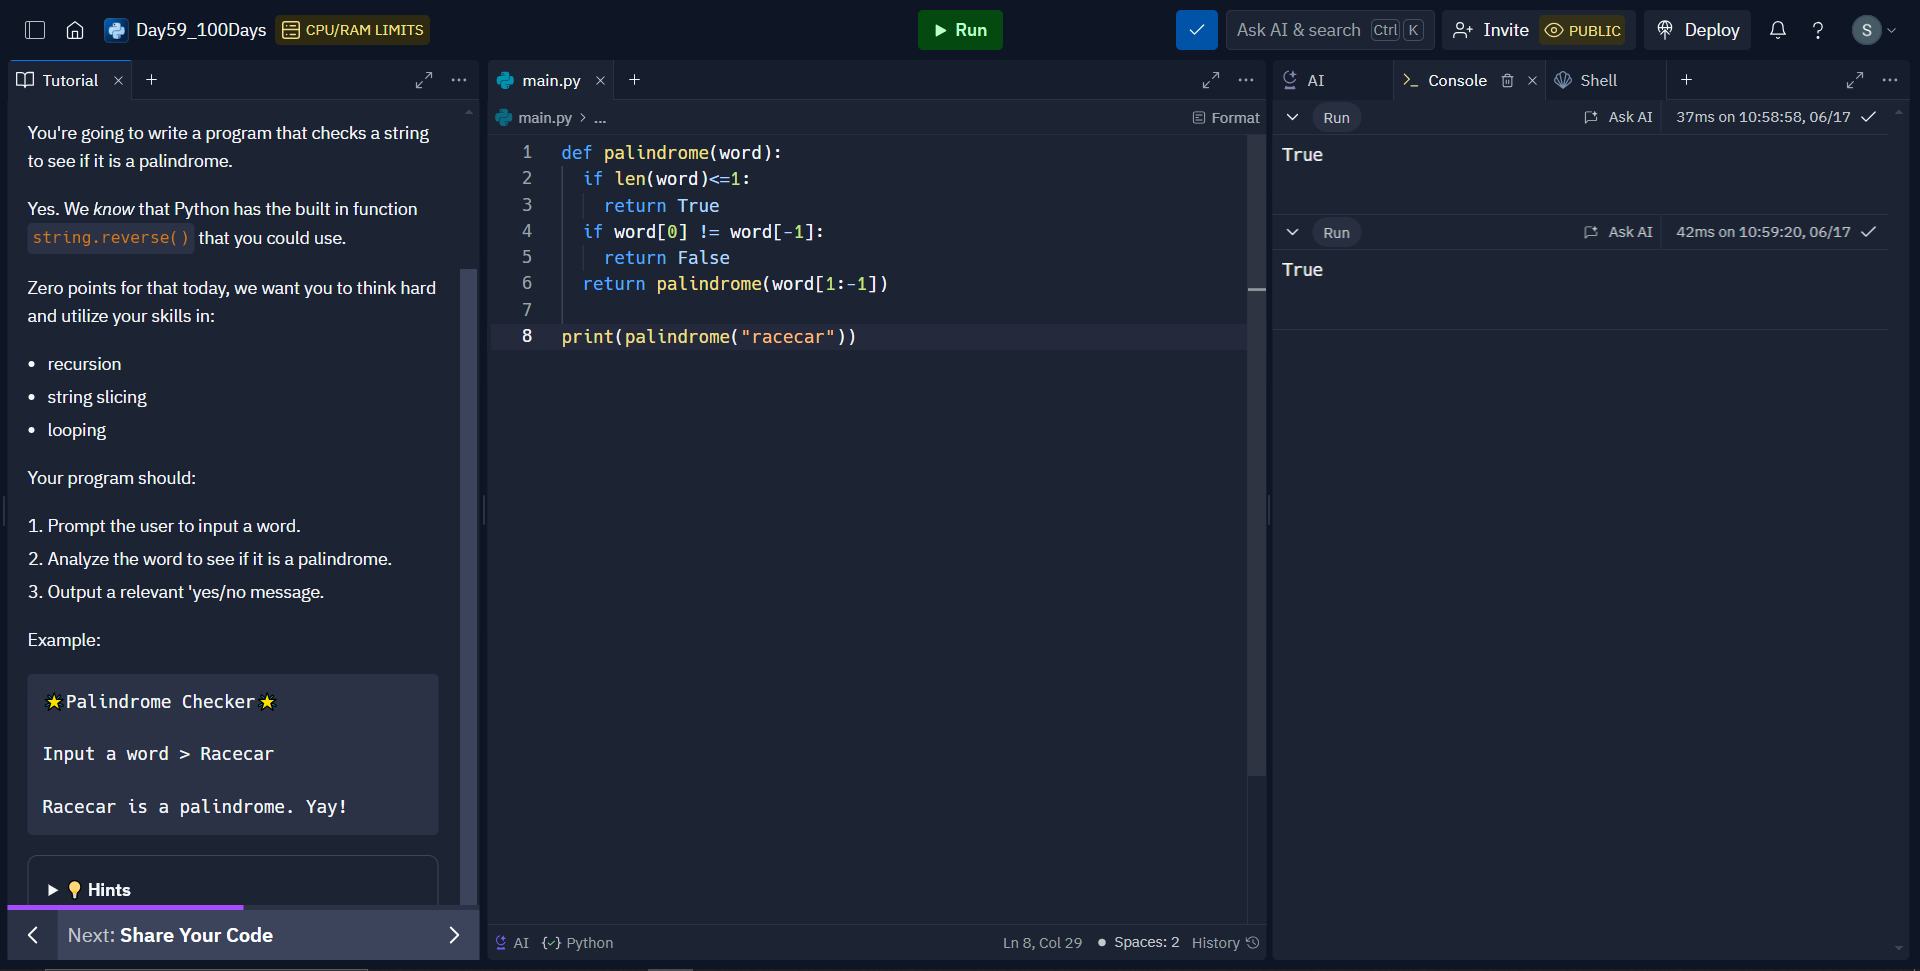 Day59_100Days CPU/RAM LIMITS Run Ask AI & search Ctrl K Invite PUBLIC Deploy S
Tutorial
You're going to write a program that checks a string
to see if it is a palindrome.
Yes. We know that Python has the built in function
string.reverse() that you could use.
Zero points for that today, we want you to think hard
and utilize your skills in:
• recursion
• string slicing
• looping
Your program should:
1. Prompt the user to input a word.
2. Analyze the word to see if it is a palindrome.
3. Output a relevant 'yes/no message.
Example:
🌟Palindrome Checker🌟
Input a word > Racecar
Racecar is a palindrome. Yay!
💡 Hints
Next: Share Your Code
main.py
main.py > ... Format
1 def palindrome(word):
2 if len(word)<=1:
3 return True
4 if word[0] != word[-1]:
5 return False
6 return palindrome(word[1:-1])
7
8 print(palindrome("racecar"))
AI Python Ln 8, Col 29 • Spaces: 2 History
AI Console Shell
Run Ask AI 37ms on 10:58:58, 06/17
True
Run Ask AI 42ms on 10:59:20, 06/17
True